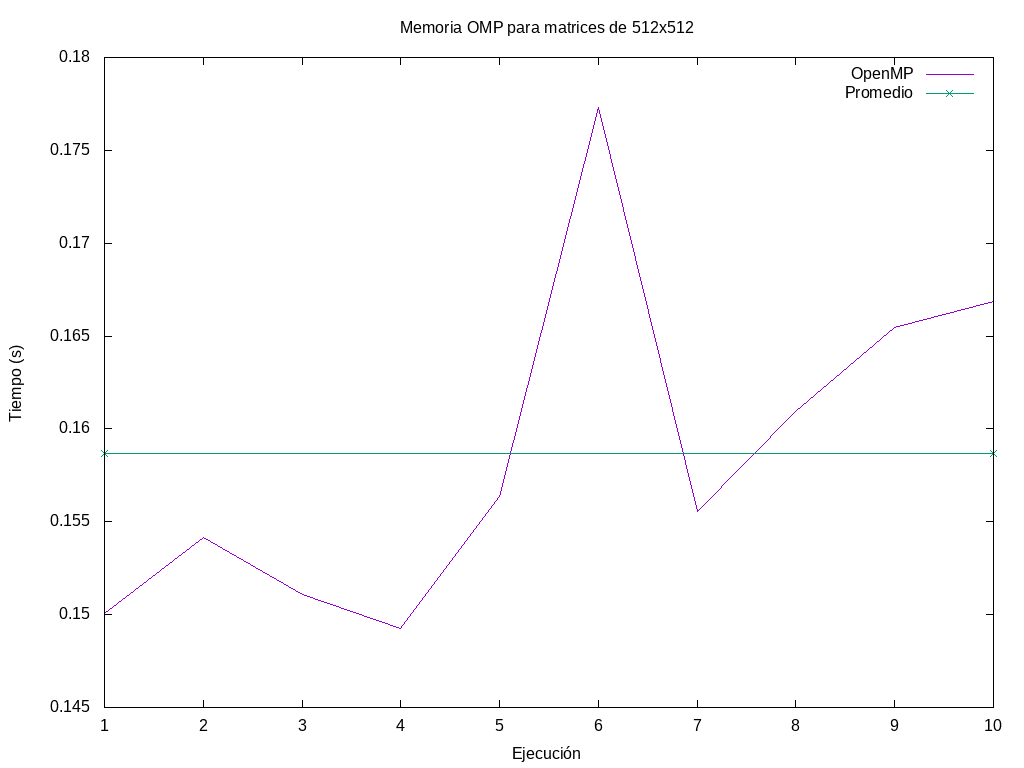 Memoria OMP para matrices de 512x512
OpenMP
Promedio
0.18
0.175
0.17
0.165
0.16
0.155
0.15
0.145
Tiempo (s)
1 2 3 4 5 6 7 8 9 10
Ejecución